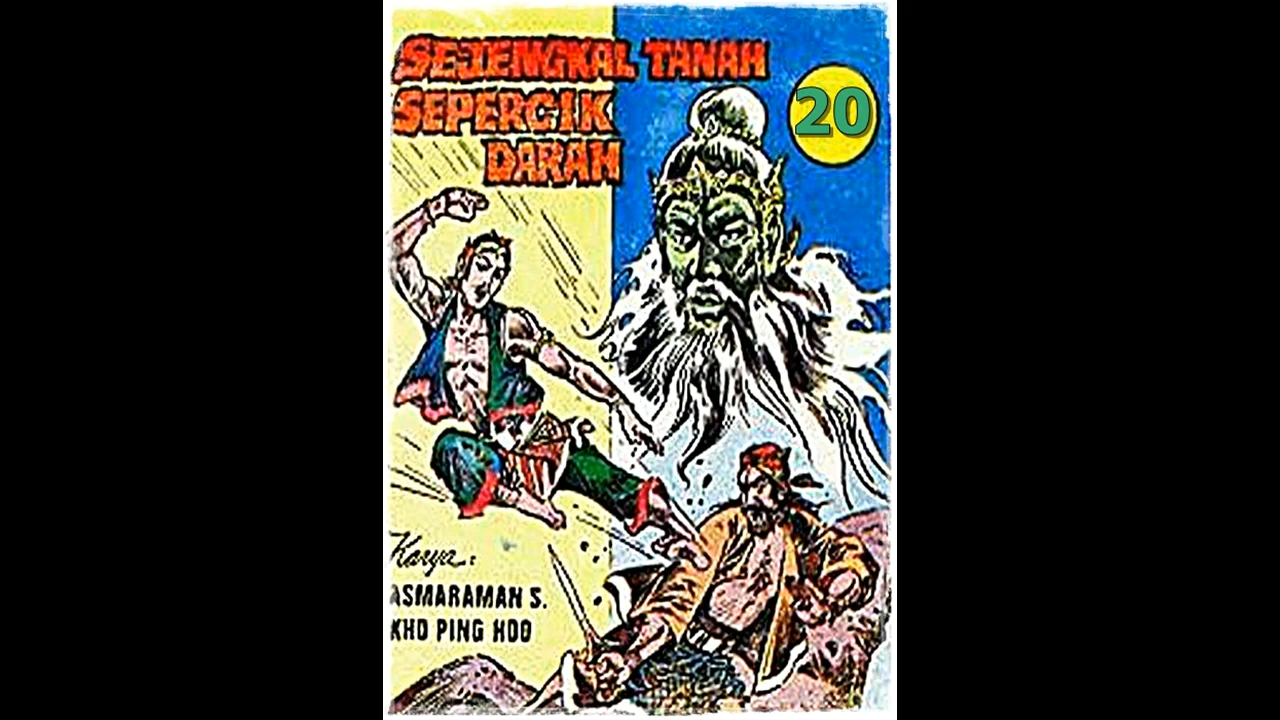 SEJENGKAL TANAH
SEPERCIK
DARAH
20
Karya :
ASMARAMAN S.
KHO PING HOO